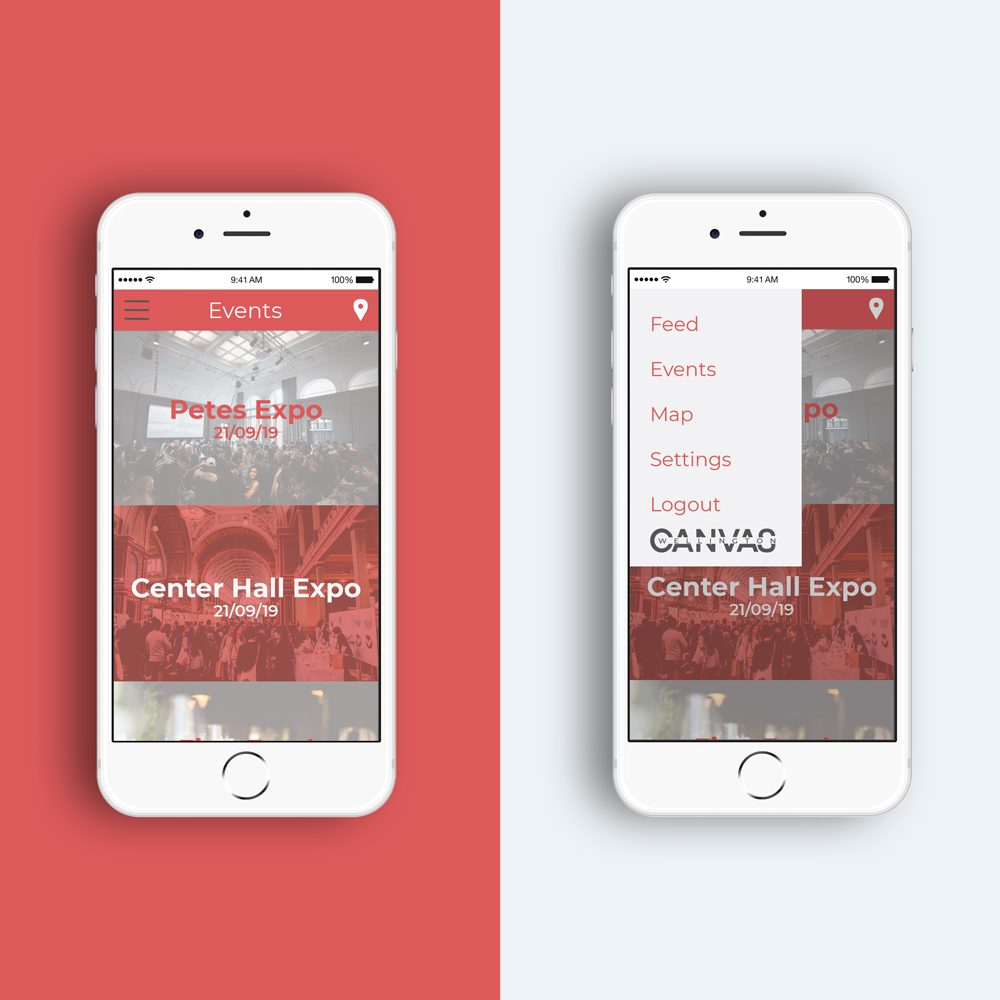 9:41 AM
100%
Events
Petes Expo
21/09/19
Center Hall Expo
21/09/19
9:41 AM
100%
Feed
Events
Map
Settings
Logout
CANVAS
WELLINGTON
po
Center Hall Expo
21/09/19